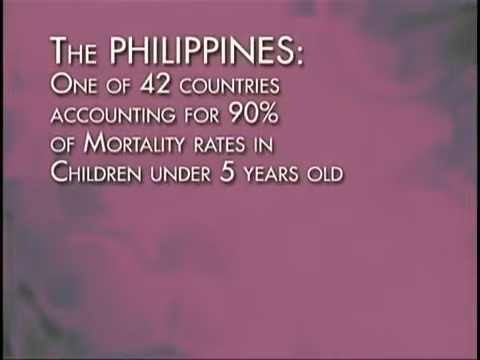 The PHILIPPINES:
One of 42 countries
accounting for 90%
of Mortality rates in
Children under 5 years old